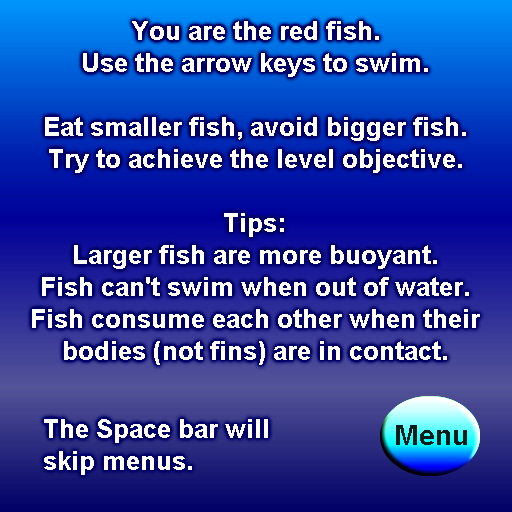 You are the red fish.
Use the arrow keys to swim.
Eat smaller fish, avoid bigger fish.
Try to achieve the level objective.
Tips:
Larger fish are more buoyant.
Fish can't swim when out of water.
Fish consume each other when their
bodies (not fins) are in contact.
The Space bar will
skip menus.
Menu